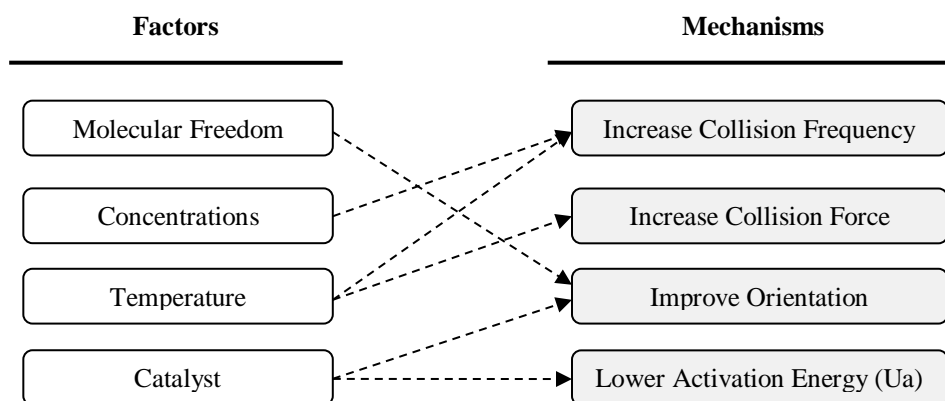 Factors
Mechanisms
Molecular Freedom
Increase Collision Frequency
Concentrations
Increase Collision Force
Temperature
Improve Orientation
Catalyst
Lower Activation Energy (Ua)